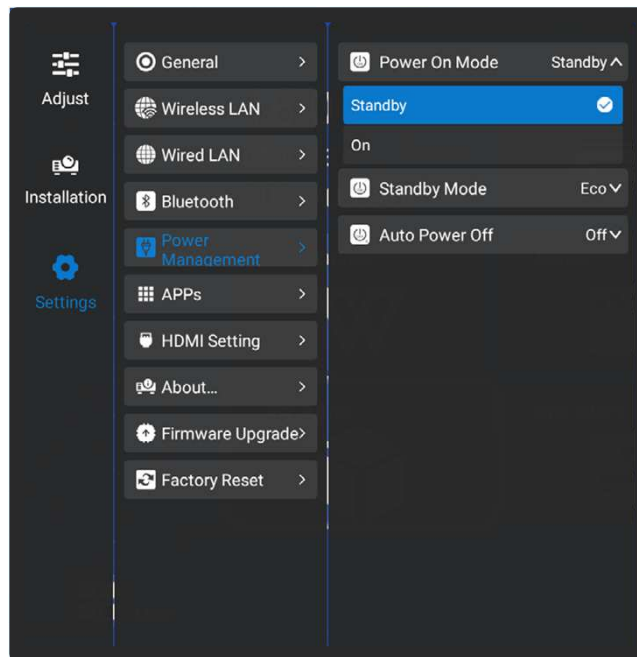 Adjust
Installation
Settings
General
Wireless LAN
Wired LAN
Bluetooth
Power
Management
APPs
HDMI Setting
About...
Firmware Upgrade
Factory Reset
Power On Mode Standby
Standby
On
Standby Mode Eco
Auto Power Off Off